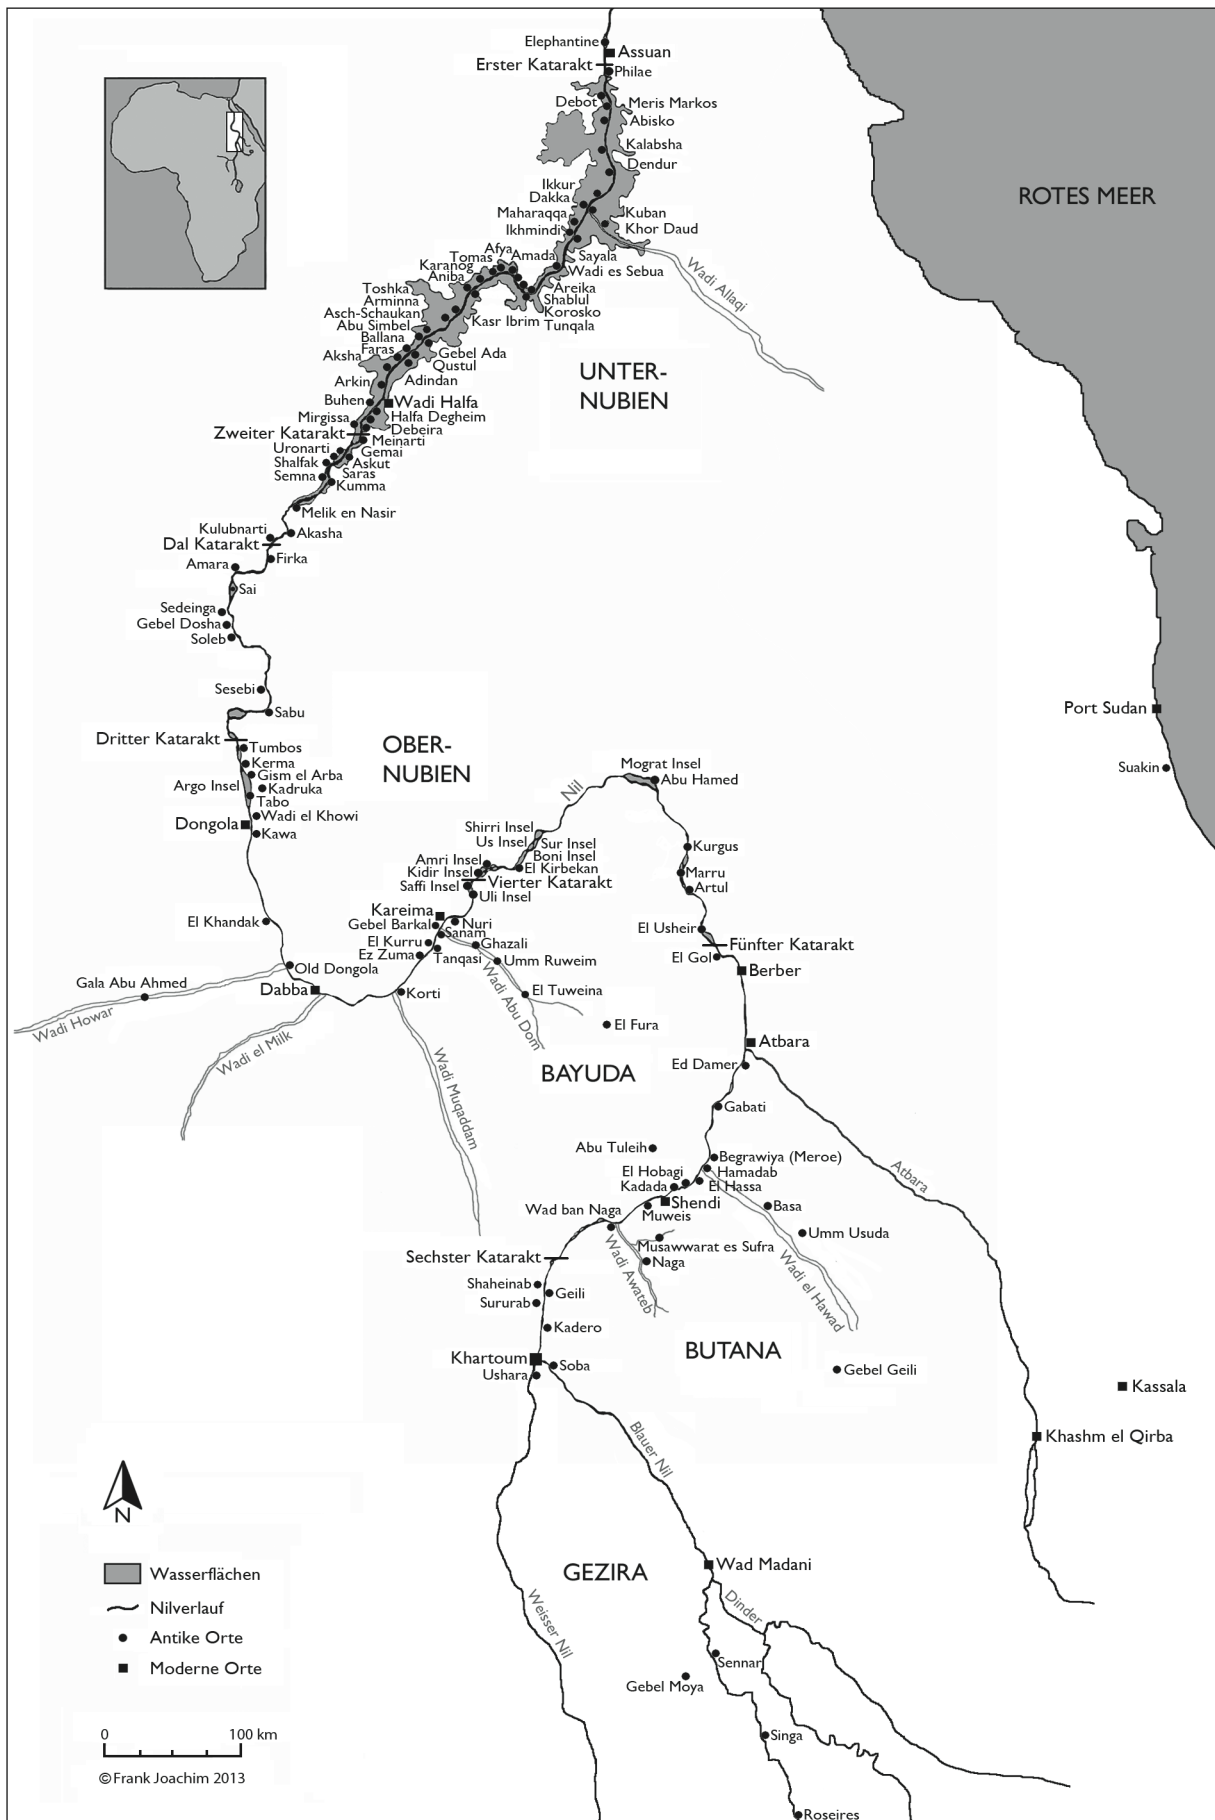 Elephantine
Assuan
Erster Katarakt
Philae
Debot
Meris Markos
Abisko
Kalabsha
Dendur
ROTES MEER
Ikkur
Dakka
Maharaqqa
Kuban
Ikhmindi
Khor Daud
Afya
Tomas
Amada
Sayala
Karanog
Wadi es Sebua
Wadi Allaqi
Aniba
Toshka
Areika
Arminna
Shablul
Asch-Schaukan
Kasr Ibrim
Korosko
Abu Simbel
Tunqala
Ballana
Faras
Gebel Ada
Aksha
Qustul
UNTER-
NUBIEN
Arkin
Adindan
Buhen
Wadi Halfa
Mirgissa
Halfa Degheim
Debeira
Zweiter Katarakt
Meinarti
Uronarti
Gemai
Shalfak
Askut
Semna
Saras
Kumma
Melik en Nasir
Kulubnarti
Akasha
Dal Katarakt
Firka
Amara
Sai
Sedeinga
Gebel Dosha
Soleb
Sesebi
Sabu
Port Sudan
Dritter Katarakt
Tumbos
OBER-
NUBIEN
Kerma
Gism el Arba
Mograt Insel
Abu Hamed
Suakin
Argo Insel
Kadruka
Tabo
Nil
Wadi el Khowi
Dongola
Kawa
Shirri Insel
Us Insel
Sur Insel
Boni Insel
Kurgus
Amri Insel
El Kirbekan
Kidir Insel
Marru
Vierter Katarakt
Saffi Insel
Artul
Uli Insel
Kareima
El Khandak
Gebel Barkal
Nuri
El Usheir
Sanam
El Kurru
Ghazali
Fünfter Katarakt
Ez Zuma
Tanqasi
El Gol
Umm Ruweim
Old Dongola
Berber
Gala Abu Ahmed
Dabba
Korti
El Tuweina
Wadi Howar
Wadi el Milk
Wadi Abu Dom
El Fura
Wadi Muqaddam
Atbara
BAYUDA
Ed Damer
Gabati
Abu Tuleih
Begrawiya (Meroe)
Hamadab
Atbara
El Hobagi
Kadada
El Hassa
Shendi
Wad ban Naga
Muweis
Basa
Umm Usuda
Musawwarat es Sufra
Sechster Katarakt
Naga
Wadi Awateb
Wadi el Hawad
Shaheinab
Geili
Sururab
Kadero
BUTANA
Khartoum
Soba
Ushara
Gebel Geili
Kassala
Khashm el Qirba
Blauer Nil
N
Wad Madani
GEZIRA
Wasserflächen
Nilverlauf
Antike Orte
Moderne Orte
Weisser Nil
Dinder
Sennar
Gebel Moya
Singa
0 100 km
©Frank Joachim 2013
Roseires